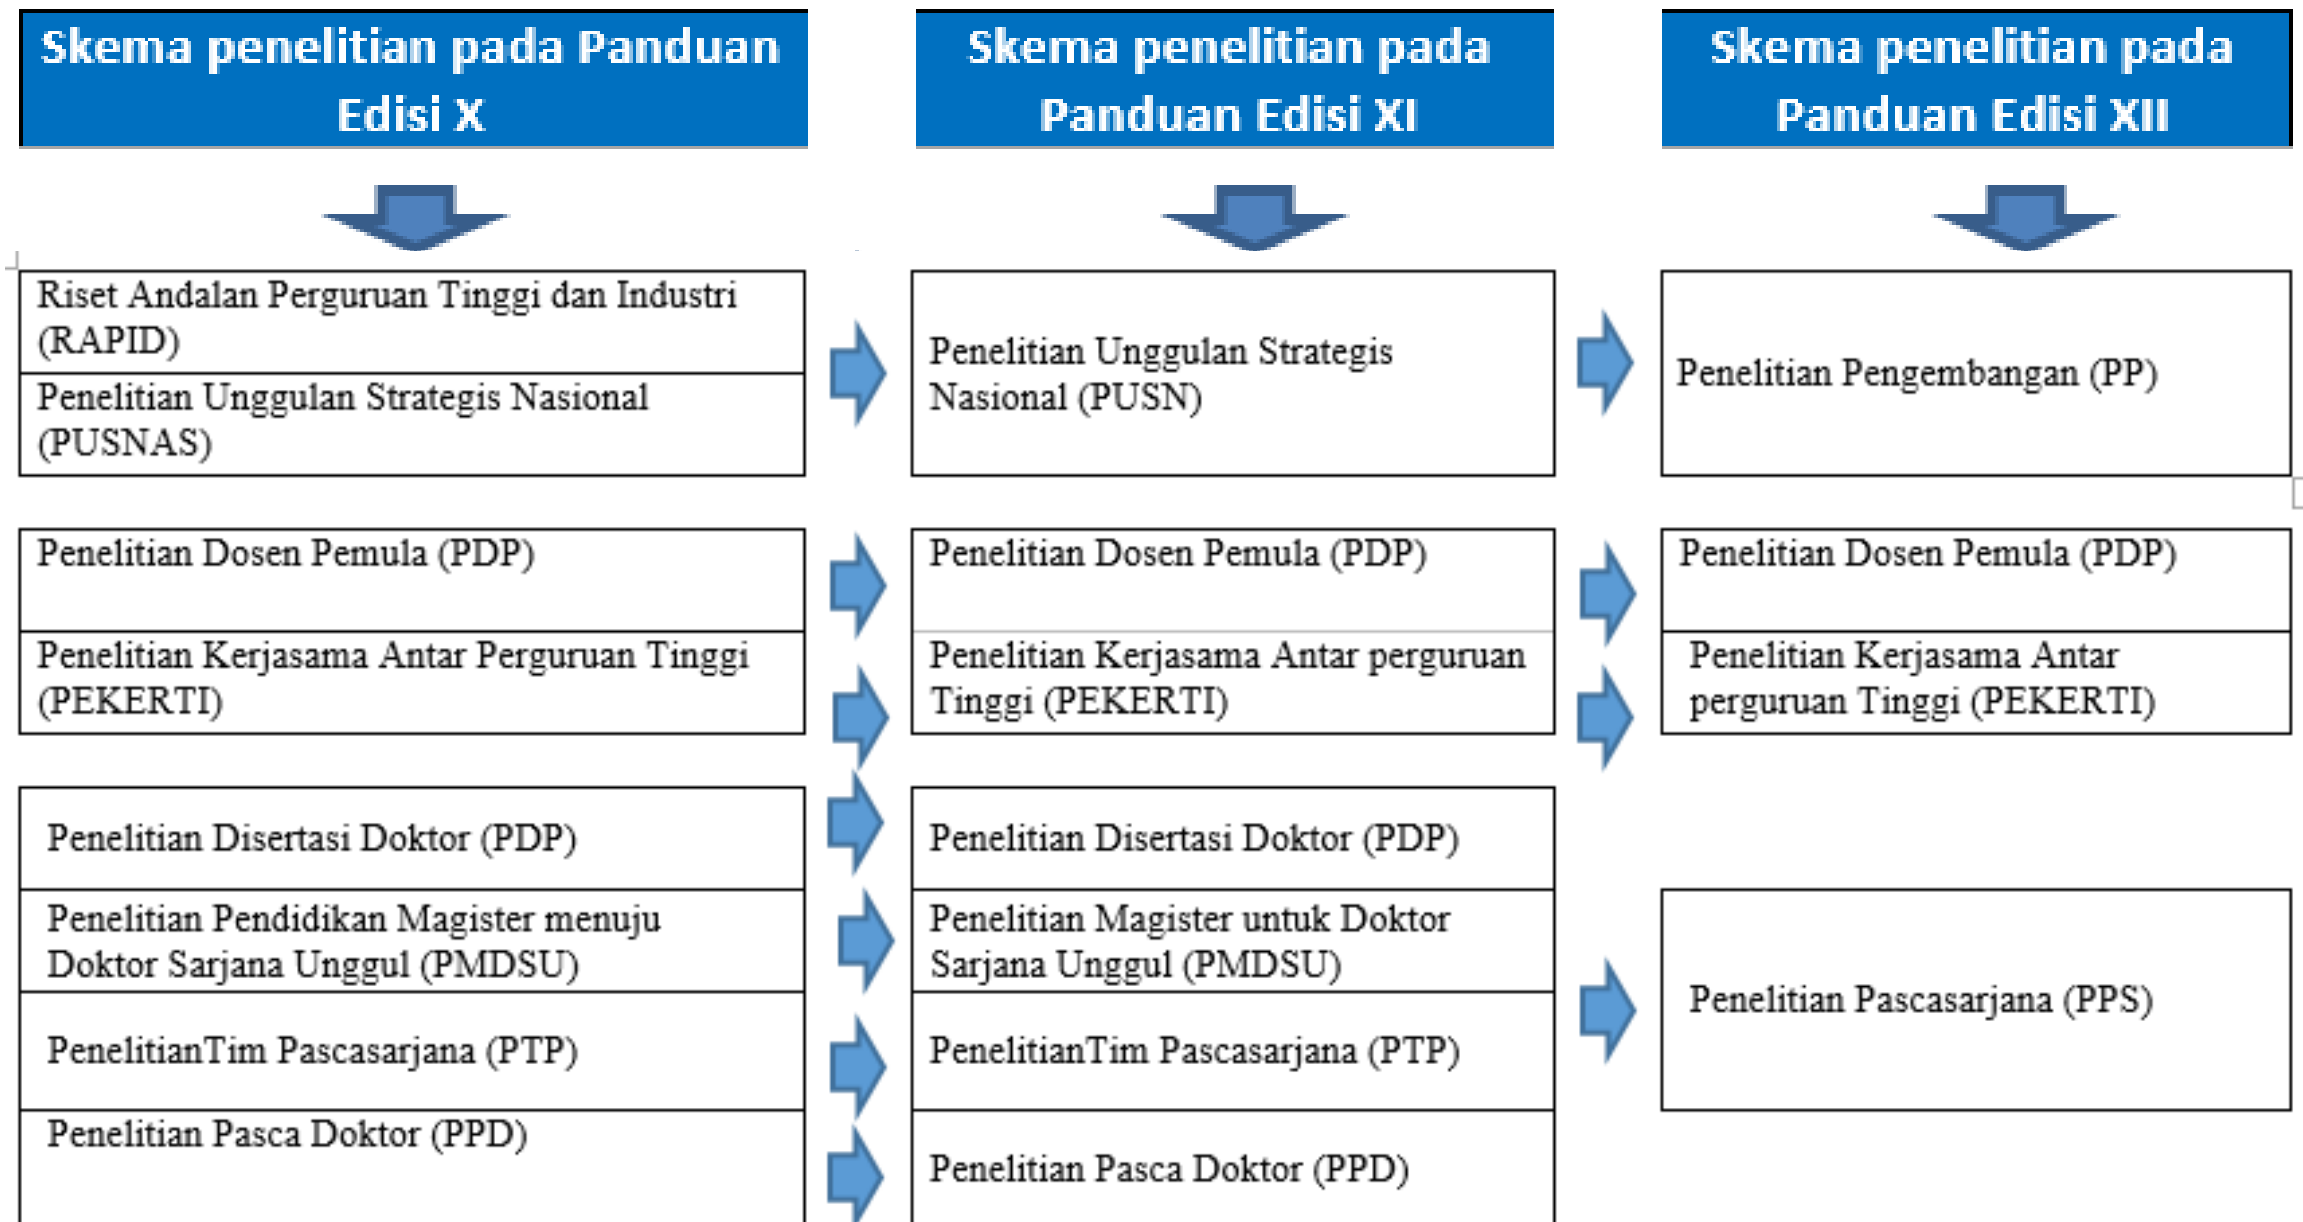 Skema penelitian pada Panduan
Edisi X
Skema penelitian pada
Panduan Edisi XI
Skema penelitian pada
Panduan Edisi XII
Riset Andalan Perguruan Tinggi dan Industri
(RAPID)
Penelitian Unggulan Strategis Nasional
(PUSNAS)
Penelitian Unggulan Strategis
Nasional (PUSN)
Penelitian Pengembangan (PP)
Penelitian Dosen Pemula (PDP)
Penelitian Dosen Pemula (PDP)
Penelitian Dosen Pemula (PDP)
Penelitian Kerjasama Antar Perguruan Tinggi
(PEKERTI)
Penelitian Kerjasama Antar perguruan
Tinggi (PEKERTI)
Penelitian Kerjasama Antar
perguruan Tinggi (PEKERTI)
Penelitian Disertasi Doktor (PDP)
Penelitian Disertasi Doktor (PDP)
Penelitian Pendidikan Magister menuju
Doktor Sarjana Unggul (PMDSU)
Penelitian Magister untuk Doktor
Sarjana Unggul (PMDSU)
PenelitianTim Pascasarjana (PTP)
PenelitianTim Pascasarjana (PTP)
Penelitian Pascasarjana (PPS)
Penelitian Pasca Doktor (PPD)
Penelitian Pasca Doktor (PPD)